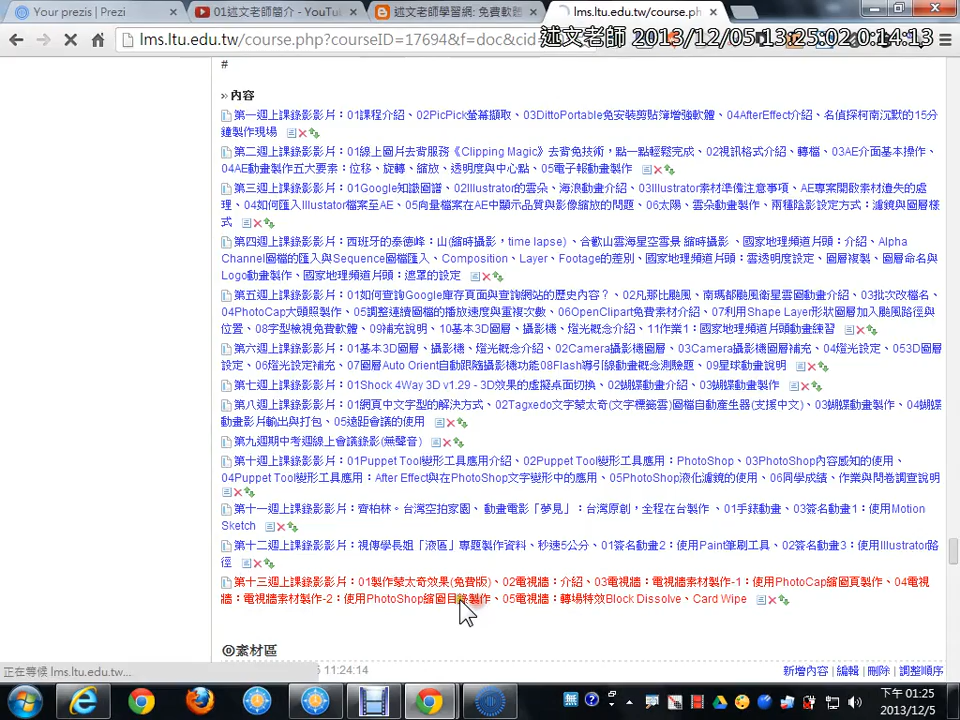 Your prezis | Prezi
01述文老師簡介 - YouTu
述文老師學習網: 免費軟體
lms.ltu.edu.tw/course.ph
lms.ltu.edu.tw/course.php?courseID=17694&f=doc&cid
述文老師 2013/12/05 13:25:02 0:14:13
#
» 內容
第一週上課錄影影片：01課程介紹、02PicPick螢幕擷取、03DittoPortable免安裝剪貼簿增強軟體、04AfterEffect介紹、名偵探柯南沉默的15分
鐘製作現場
第二週上課錄影影片：01線上圖片去背服務《Clipping Magic》去背免技術，點一點輕鬆完成、02視訊格式介紹、轉檔、03AE介面基本操作、
04AE動畫製作五大要素：位移、旋轉、縮放、透明度與中心點、05電子報動畫製作
第三週上課錄影影片：01Google知識圖譜、02Illustrator的雲朵、海浪動畫介紹、03Illustrator素材準備注意事項、AE專案開啟素材遺失的處
理、04如何匯入Illustator檔案至AE、05向量檔案在AE中顯示品質與影像縮放的問題、06太陽、雲朵動畫製作、兩種陰影設定方式：濾鏡與圖層樣
式
第四週上課錄影影片：西班牙的泰德峰：山(縮時攝影，time lapse) 、合歡山雲海星空雪景 縮時攝影 、國家地理頻道片頭：介紹、Alpha
Channel圖檔的匯入與Sequence圖檔匯入、Composition、Layer、Footage的差別、國家地理頻道片頭：雲透明度設定、圖層複製、圖層命名與
Logo動畫製作、國家地理頻道片頭：遮罩的設定
第五週上課錄影影片：01如何查詢Google庫存頁面與查詢網站的歷史內容？、02凡那比颱風、南瑪都颱風衛星雲圖動畫介紹、03批次改檔名、
04PhotoCap大頭照製作、05調整連續圖檔的播放速度與重複次數、06OpenClipart免費素材介紹、07利用Shape Layer形狀圖層加入颱風路徑與
位置、08字型檢視免費軟體、09補充說明、10基本3D圖層、攝影機、燈光概念介紹、11作業1：國家地理頻道片頭動畫練習
第六週上課錄影影片：01基本3D圖層、攝影機、燈光概念介紹、02Camera攝影機圖層、03Camera攝影機圖層補充、04燈光設定、053D圖層
設定、06燈光設定補充、07圖層Auto Orient自動跟隨攝影機功能08Flash導引線動畫概念測驗題、09星球動畫說明
第七週上課錄影影片：01Shock 4Way 3D v1.29 - 3D效果的虛擬桌面切換、02蝴蝶動畫介紹、03蝴蝶動畫製作
第八週上課錄影影片：01網頁中文字型的解決方式、02Tagxedo文字蒙太奇(文字標籤雲)圖檔自動產生器(支援中文)、03蝴蝶動畫製作、04蝴蝶
動畫影片輸出與打包、05遠距會議的使用
第九週期中考週線上會議錄影(無聲音)
第十週上課錄影影片：01Puppet Tool變形工具應用介紹、02Puppet Tool變形工具應用：PhotoShop、03PhotoShop內容感知的使用、
04Puppet Tool變形工具應用：After Effect與在PhotoShop文字變形中的應用、05PhotoShop液化濾鏡的使用、06同學成績、作業與問卷調查說明
第十一週上課錄影影片：齊柏林。台灣空拍家園、 動畫電影「夢見」：台灣原創，全程在台製作 、01手錶動畫、03簽名動畫1：使用Motion
Sketch
第十二週上課錄影影片：視傳學長姐「液區」專題製作資料、秒速5公分、01簽名動畫2：使用Paint筆刷工具、02簽名動畫3：使用Illustrator路
徑
第十三週上課錄影影片：01製作蒙太奇效果(免費版)、02電視牆：介紹、03電視牆：電視牆素材製作-1：使用PhotoCap縮圖頁製作、04電視
牆：電視牆素材製作-2：使用PhotoShop縮圖目錄製作、05電視牆：轉場特效Block Dissolve、Card Wipe
◎素材區
11:24:14
新增內容 | 編輯 | 刪除 | 調整順序
正在等候 lms.ltu.edu.tw...
下午 01:25
2013/12/5